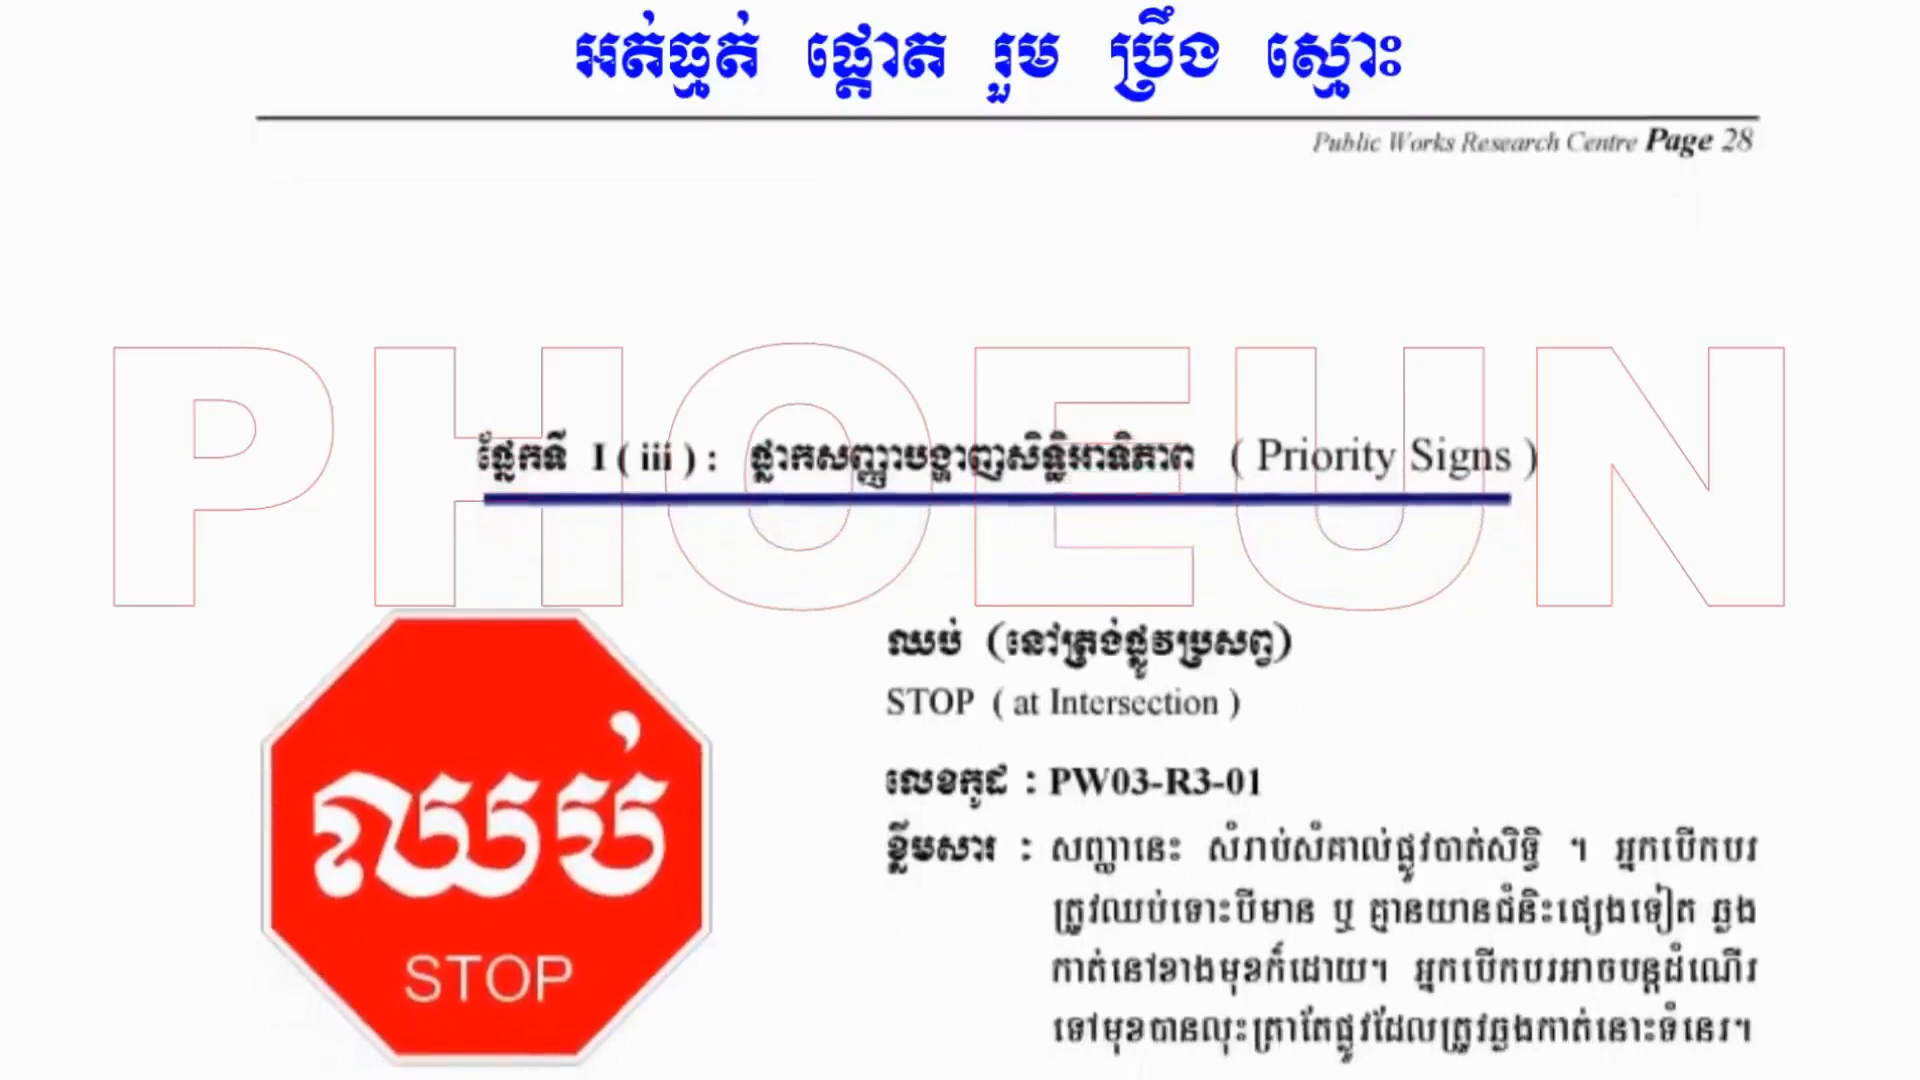 អត់ធ្មត់ ផ្ដោត រួម ប្រឹង ស្មោះ
Public Works Research Centre Page 28
PHOEUN
ផ្នែកទី I ( iii ) : ផ្លាកសញ្ញាបង្ហាញសិទ្ធិអាទិភាព ( Priority Signs )
ឈប់ (នៅត្រង់ផ្លូវប្រសព្វ)
STOP ( at Intersection )
លេខកូដ : PW03-R3-01
ខ្លឹមសារ : សញ្ញានេះ សំរាប់សំគាល់ផ្លូវបាត់សិទ្ធិ ។ អ្នកបើកបរ
ត្រូវឈប់ទោះបីមាន ឬ គ្មានយានជំនិះផ្សេងទៀត ឆ្លង
កាត់នៅខាងមុខក៏ដោយ។ អ្នកបើកបរអាចបន្តដំណើរ
ទៅមុខបានលុះត្រាតែផ្លូវដែលត្រូវឆ្លងកាត់នោះទំនេរ។
ឈប់
STOP